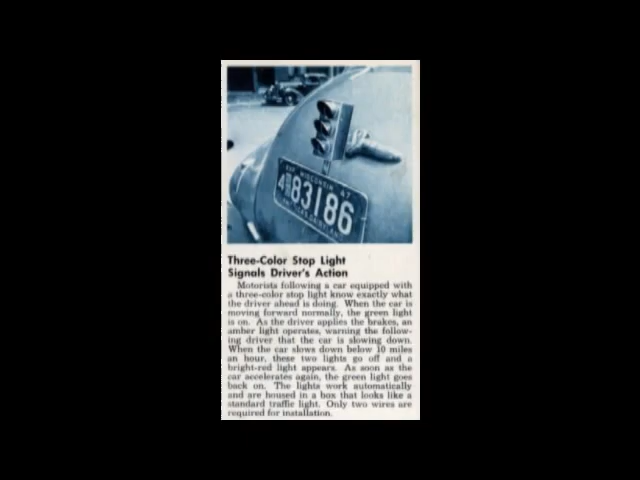 EXP WISCONSIN 47
83186
Three-Color Stop Light
Signals Driver's Action
Motorists following a car equipped with
a three-color stop light know exactly what
the driver ahead is doing. When the car is
moving forward normally, the green light
is on. As the driver applies the brakes, an
amber light operates, warning the follow-
ing driver that the car is slowing down.
When the car slows down below 10 miles
an hour, these two lights go off and a
bright-red light appears. As soon as the
car accelerates again, the green light goes
back on. The lights work automatically
and are housed in a box that looks like a
standard traffic light. Only two wires are
required for installation.